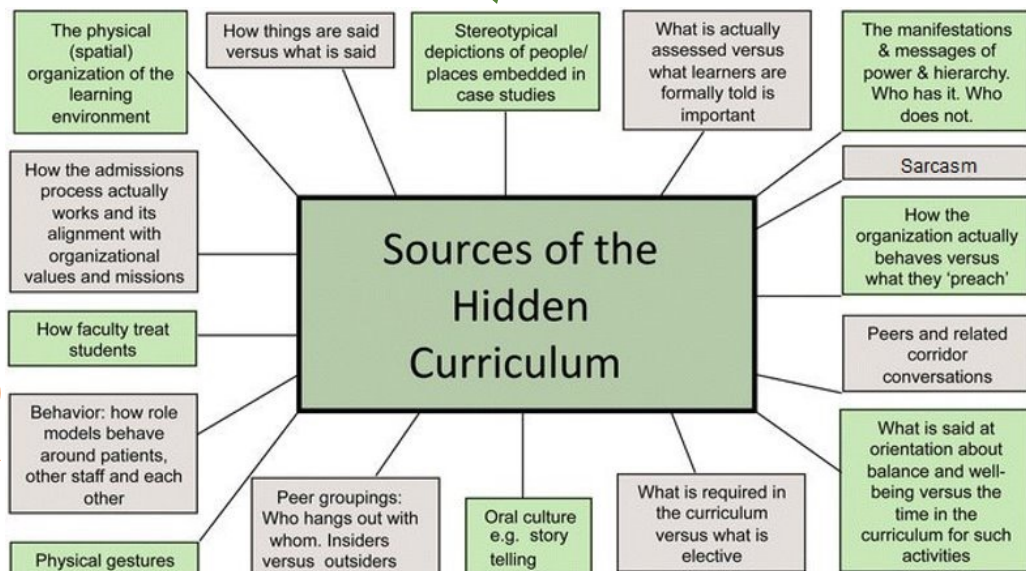 The physical
(spatial)
organization of the
learning
environment
How things are said
versus what is said
Stereotypical
depictions of people/
places embedded in
case studies
What is actually
assessed versus
what learners are
formally told is
important
The manifestations
& messages of
power & hierarchy.
Who has it. Who
does not.
How the admissions
process actually
works and its
alignment with
organizational
values and missions
Sarcasm
How the
organization actually
behaves versus
what they ‘preach’
Sources of the
Hidden
Curriculum
How faculty treat
students
Peers and related
corridor
conversations
Behavior: how role
models behave
around patients,
other staff and each
other
What is said at
orientation about
balance and well-
being versus the
time in the
curriculum for such
activities
Physical gestures
Peer groupings:
Who hangs out with
whom. Insiders
versus outsiders
Oral culture
e.g. story
telling
What is required in
the curriculum
versus what is
elective